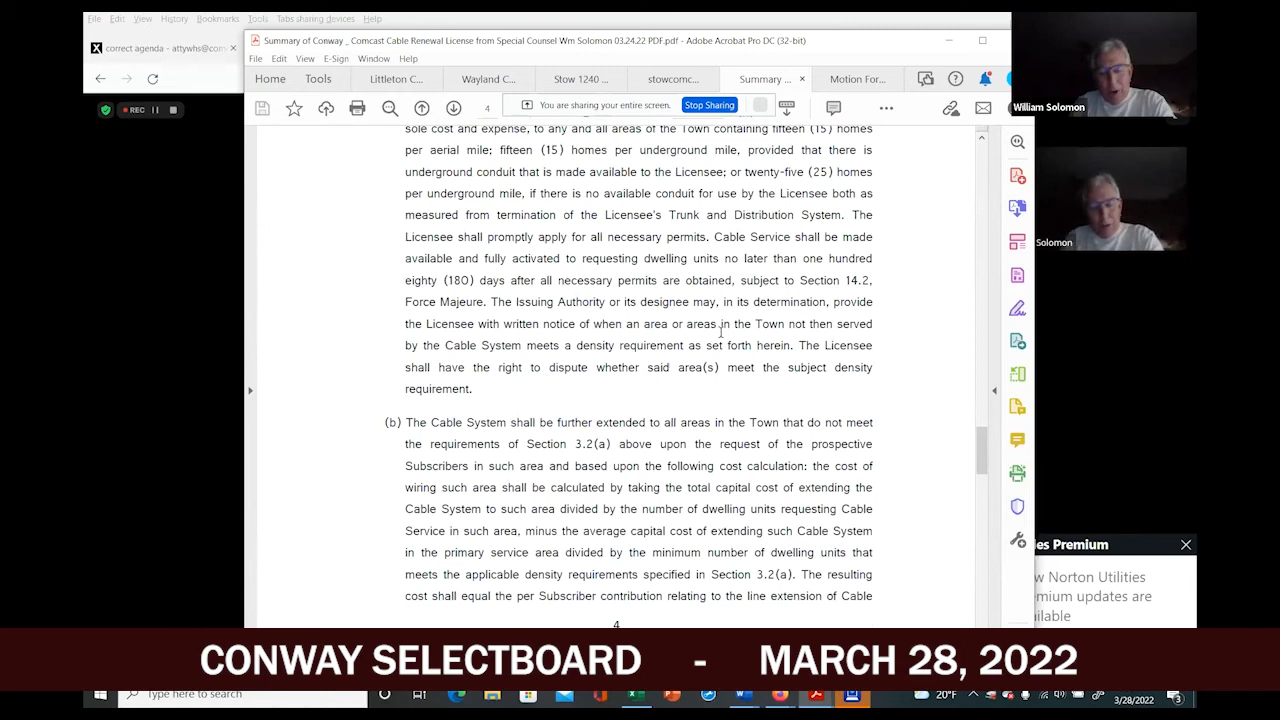 File Edit View History Bookmarks Tools Tabs sharing devices Help
correct agenda - attywhs@com
REC
Summary of Conway _ Comcast Cable Renewal License from Special Counsel Wm Solomon 03.24.22 PDF.pdf - Adobe Acrobat Pro DC (32-bit)
File Edit View E-Sign Window Help
Home Tools Littleton C... Wayland C... Stow 1240 ... stowcomc... Summary ... Motion For...
4 You are sharing your entire screen. Stop Sharing
William Solomon
Solomon
sole cost and expense, to any and all areas of the Town containing fifteen (15) homes
per aerial mile; fifteen (15) homes per underground mile, provided that there is
underground conduit that is made available to the Licensee; or twenty-five (25) homes
per underground mile, if there is no available conduit for use by the Licensee both as
measured from termination of the Licensee's Trunk and Distribution System. The
Licensee shall promptly apply for all necessary permits. Cable Service shall be made
available and fully activated to requesting dwelling units no later than one hundred
eighty (180) days after all necessary permits are obtained, subject to Section 14.2,
Force Majeure. The Issuing Authority or its designee may, in its determination, provide
the Licensee with written notice of when an area or areas in the Town not then served
by the Cable System meets a density requirement as set forth herein. The Licensee
shall have the right to dispute whether said area(s) meet the subject density
requirement.
(b) The Cable System shall be further extended to all areas in the Town that do not meet
the requirements of Section 3.2(a) above upon the request of the prospective
Subscribers in such area and based upon the following cost calculation: the cost of
wiring such area shall be calculated by taking the total capital cost of extending the
Cable System to such area divided by the number of dwelling units requesting Cable
Service in such area, minus the average capital cost of extending such Cable System
in the primary service area divided by the minimum number of dwelling units that
meets the applicable density requirements specified in Section 3.2(a). The resulting
cost shall equal the per Subscriber contribution relating to the line extension of Cable
4
es Premium
w Norton Utilities
emium updates are
ailable
CONWAY SELECTBOARD - MARCH 28, 2022
Type here to search
20°F
3/28/2022
3